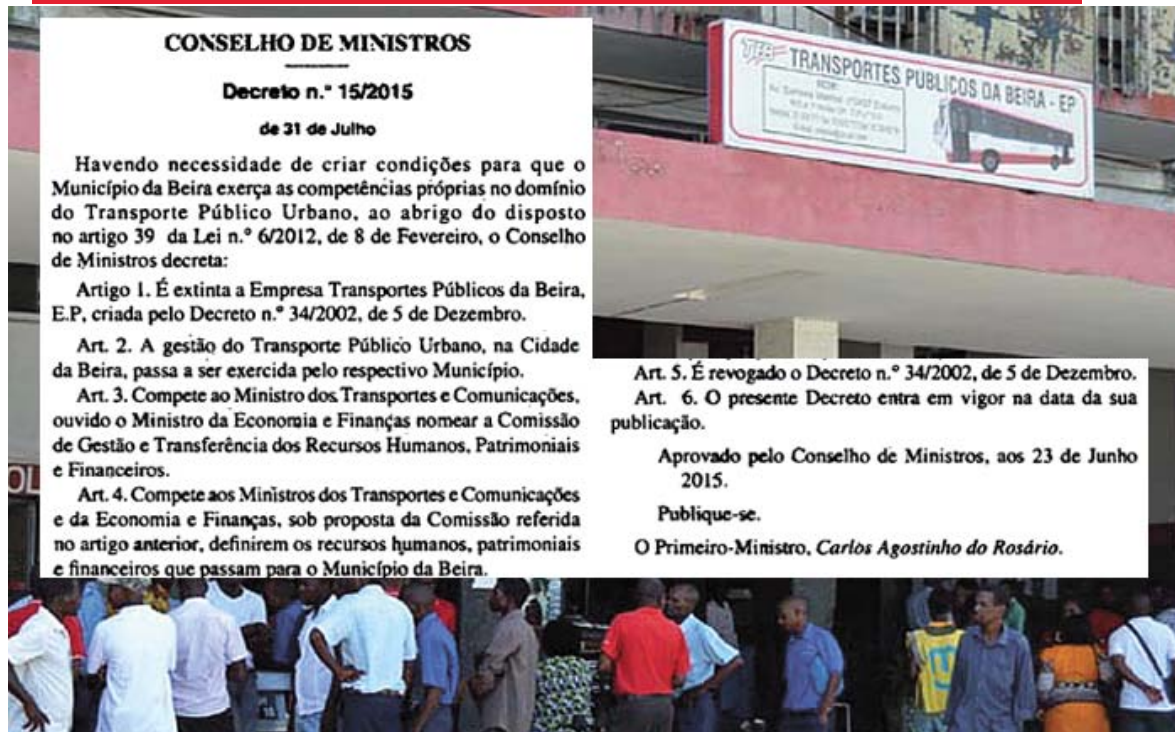 CONSELHO DE MINISTROS
Decreto n.º 15/2015
de 31 de Julho
Havendo necessidade de criar condições para que o
Município da Beira exerça as competências próprias no domínio
do Transporte Público Urbano, ao abrigo do disposto
no artigo 39 da Lei n.º 6/2012, de 8 de Fevereiro, o Conselho
de Ministros decreta:
Artigo 1. É extinta a Empresa Transportes Públicos da Beira,
E.P, criada pelo Decreto n.º 34/2002, de 5 de Dezembro.
Art. 2. A gestão do Transporte Público Urbano, na Cidade
da Beira, passa a ser exercida pelo respectivo Município.
Art. 3. Compete ao Ministro dos Transportes e Comunicações,
ouvido o Ministro da Economia e Finanças nomear a Comissão
de Gestão e Transferência dos Recursos Humanos, Patrimoniais
e Financeiros.
Art. 4. Compete aos Ministros dos Transportes e Comunicações
e da Economia e Finanças, sob proposta da Comissão referida
no artigo anterior, definirem os recursos humanos, patrimoniais
e financeiros que passam para o Município da Beira.
TRANSPORTES PUBLICOS DA BEIRA - EP
Art. 5. É revogado o Decreto n.º 34/2002, de 5 de Dezembro.
Art. 6. O presente Decreto entra em vigor na data da sua
publicação.
Aprovado pelo Conselho de Ministros, aos 23 de Junho
2015.
Publique-se.
O Primeiro-Ministro, Carlos Agostinho do Rosário.